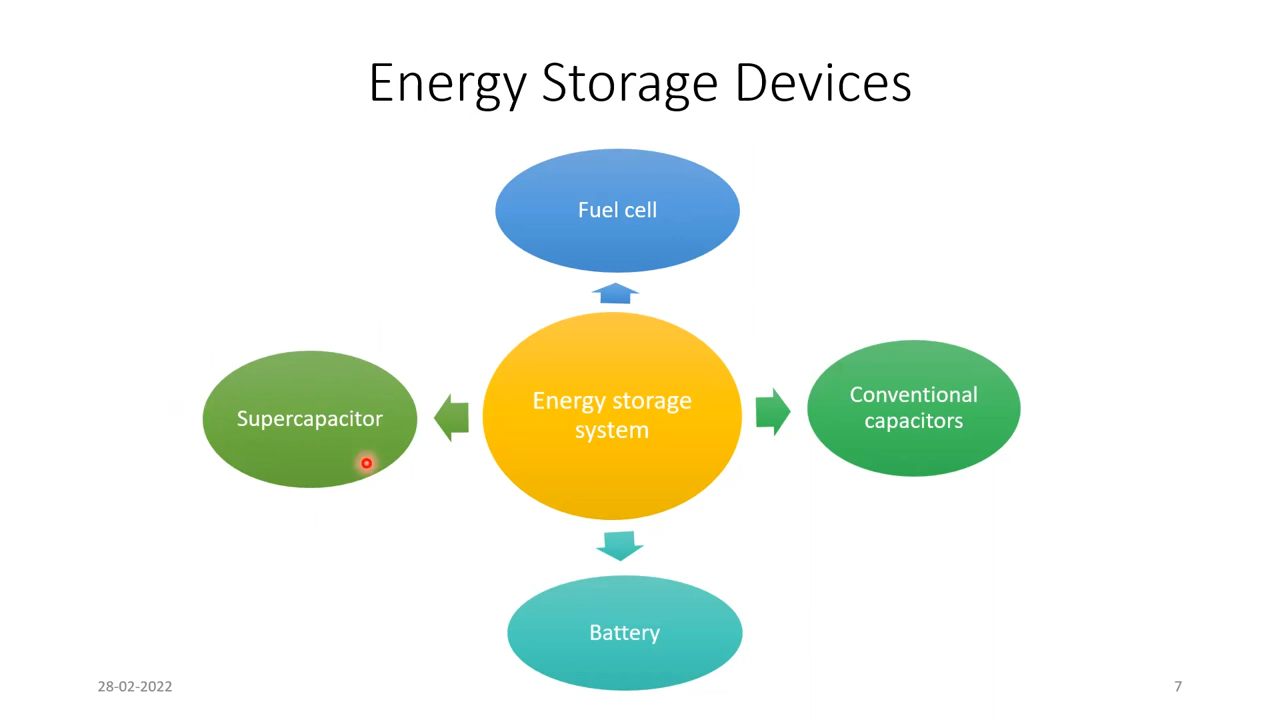 Energy Storage Devices
Fuel cell
Supercapacitor
Energy storage
system
Conventional
capacitors
Battery
28-02-2022
7